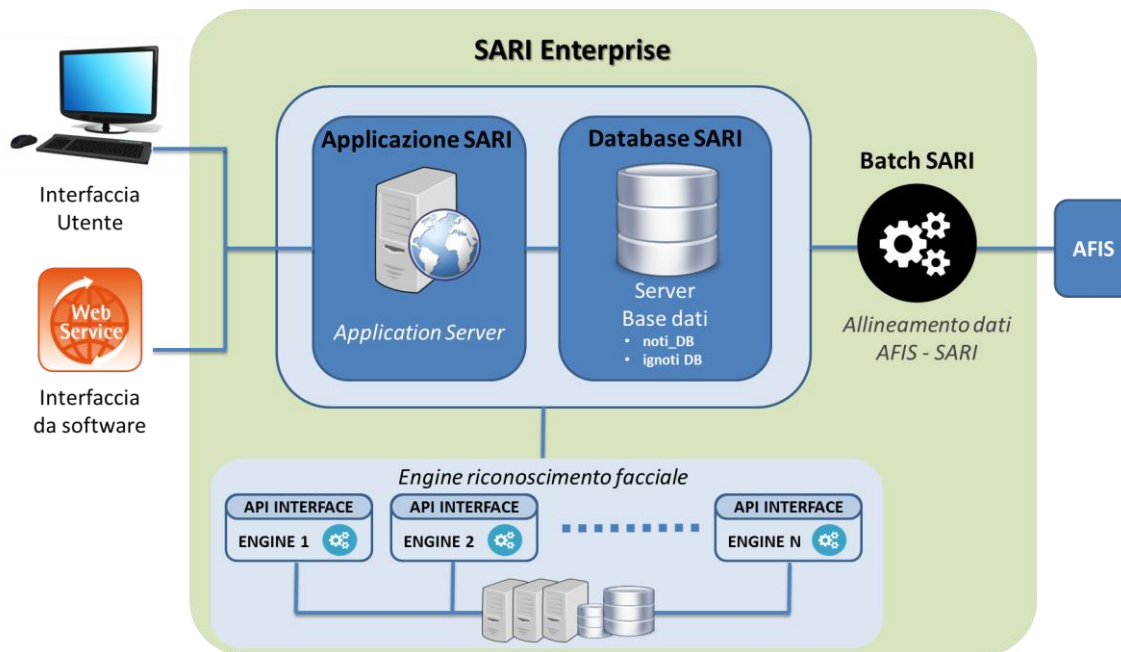 SARI Enterprise
Interfaccia
Utente
Web
Service
Interfaccia
da software
Applicazione SARI
Application Server
Database SARI
Server
Base dati
• noti_DB
• ignoti DB
Batch SARI
Allineamento dati
AFIS - SARI
AFIS
Engine riconoscimento facciale
API INTERFACE
ENGINE 1
API INTERFACE
ENGINE 2
API INTERFACE
ENGINE N